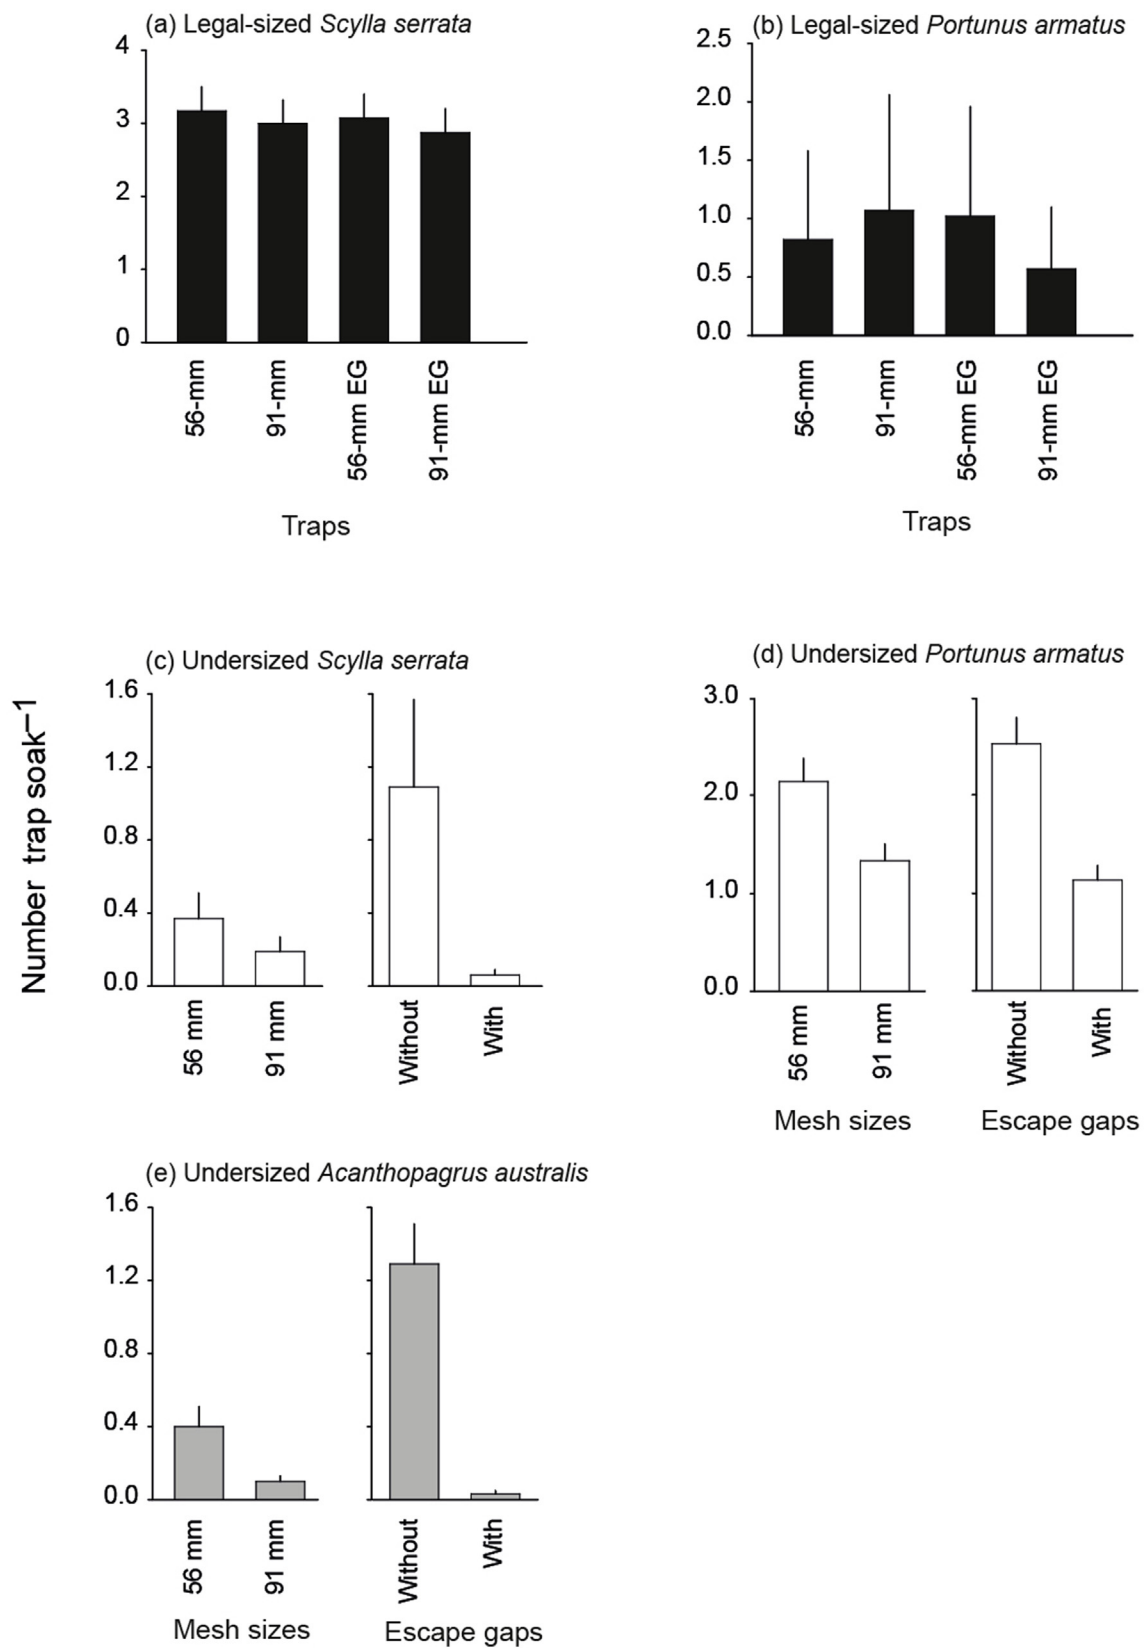 (a) Legal-sized Scylla serrata
4
3
2
1
0
56-mm
91-mm
56-mm EG
91-mm EG
Traps
(b) Legal-sized Portunus armatus
2.5
2.0
1.5
1.0
0.5
0.0
56-mm
91-mm
56-mm EG
91-mm EG
Traps
Number trap soak–1
(c) Undersized Scylla serrata
1.6
1.2
0.8
0.4
0.0
56 mm
91 mm
Without
With
(d) Undersized Portunus armatus
3.0
2.0
1.0
0.0
56 mm
91 mm
Without
With
Mesh sizes
Escape gaps
(e) Undersized Acanthopagrus australis
1.6
1.2
0.8
0.4
0.0
56 mm
91 mm
Without
With
Mesh sizes
Escape gaps